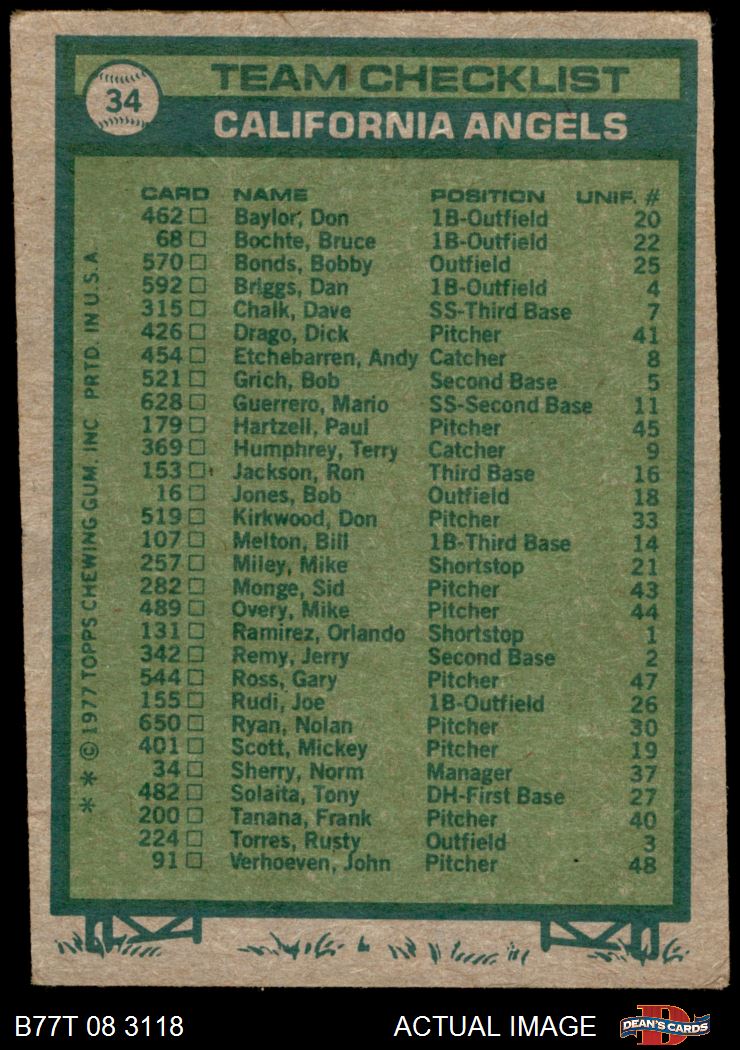 34
TEAM CHECKLIST
CALIFORNIA ANGELS
CARD NAME POSITION UNIF. #
462 Baylor, Don 1B-Outfield 20
68 Bochte, Bruce 1B-Outfield 22
570 Bonds, Bobby Outfield 25
592 Briggs, Dan 1B-Outfield 4
315 Chalk, Dave SS-Third Base 7
426 Drago, Dick Pitcher 41
454 Etchebarren, Andy Catcher 8
521 Grich, Bob Second Base 5
628 Guerrero, Mario SS-Second Base 11
179 Hartzell, Paul Pitcher 45
369 Humphrey, Terry Catcher 9
153 Jackson, Ron Third Base 16
16 Jones, Bob Outfield 18
519 Kirkwood, Don Pitcher 33
107 Melton, Bill 1B-Third Base 14
257 Miley, Mike Shortstop 21
282 Monge, Sid Pitcher 43
489 Overy, Mike Pitcher 44
131 Ramirez, Orlando Shortstop 1
342 Remy, Jerry Second Base 2
544 Ross, Gary Pitcher 47
155 Rudi, Joe 1B-Outfield 26
650 Ryan, Nolan Pitcher 30
401 Scott, Mickey Pitcher 19
34 Sherry, Norm Manager 37
482 Solaita, Tony DH-First Base 27
200 Tanana, Frank Pitcher 40
224 Torres, Rusty Outfield 3
91 Verhoeven, John Pitcher 48
* * © 1977 TOPPS CHEWING GUM, INC PRTD. IN U.S.A.
B77T 08 3118 ACTUAL IMAGE D DEAN'S CARDS